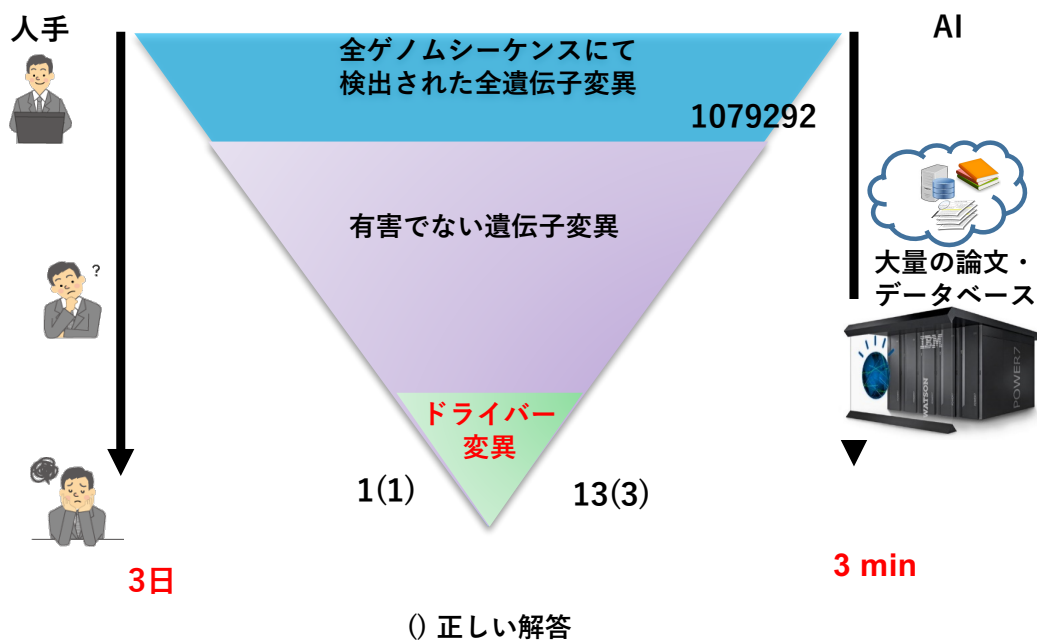 人手
AI
全ゲノムシーケンスにて
検出された全遺伝子変異
1079292
有害でない遺伝子変異
?
大量の論文・
データベース
IBM
WATSON
POWER7
ドライバー
変異
1(1)
13(3)
3日
3 min
() 正しい解答